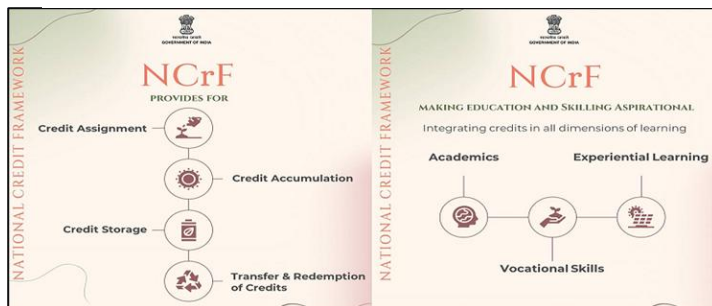 GOVERNMENT OF INDIA
NCrF
PROVIDES FOR
Credit Assignment
Credit Accumulation
Credit Storage
Transfer & Redemption
of Credits
NATIONAL CREDIT FRAMEWORK
GOVERNMENT OF INDIA
NCrF
MAKING EDUCATION AND SKILLING ASPIRATIONAL
Integrating credits in all dimensions of learning
Academics
Experiential Learning
Vocational Skills
NATIONAL CREDIT FRAMEWORK